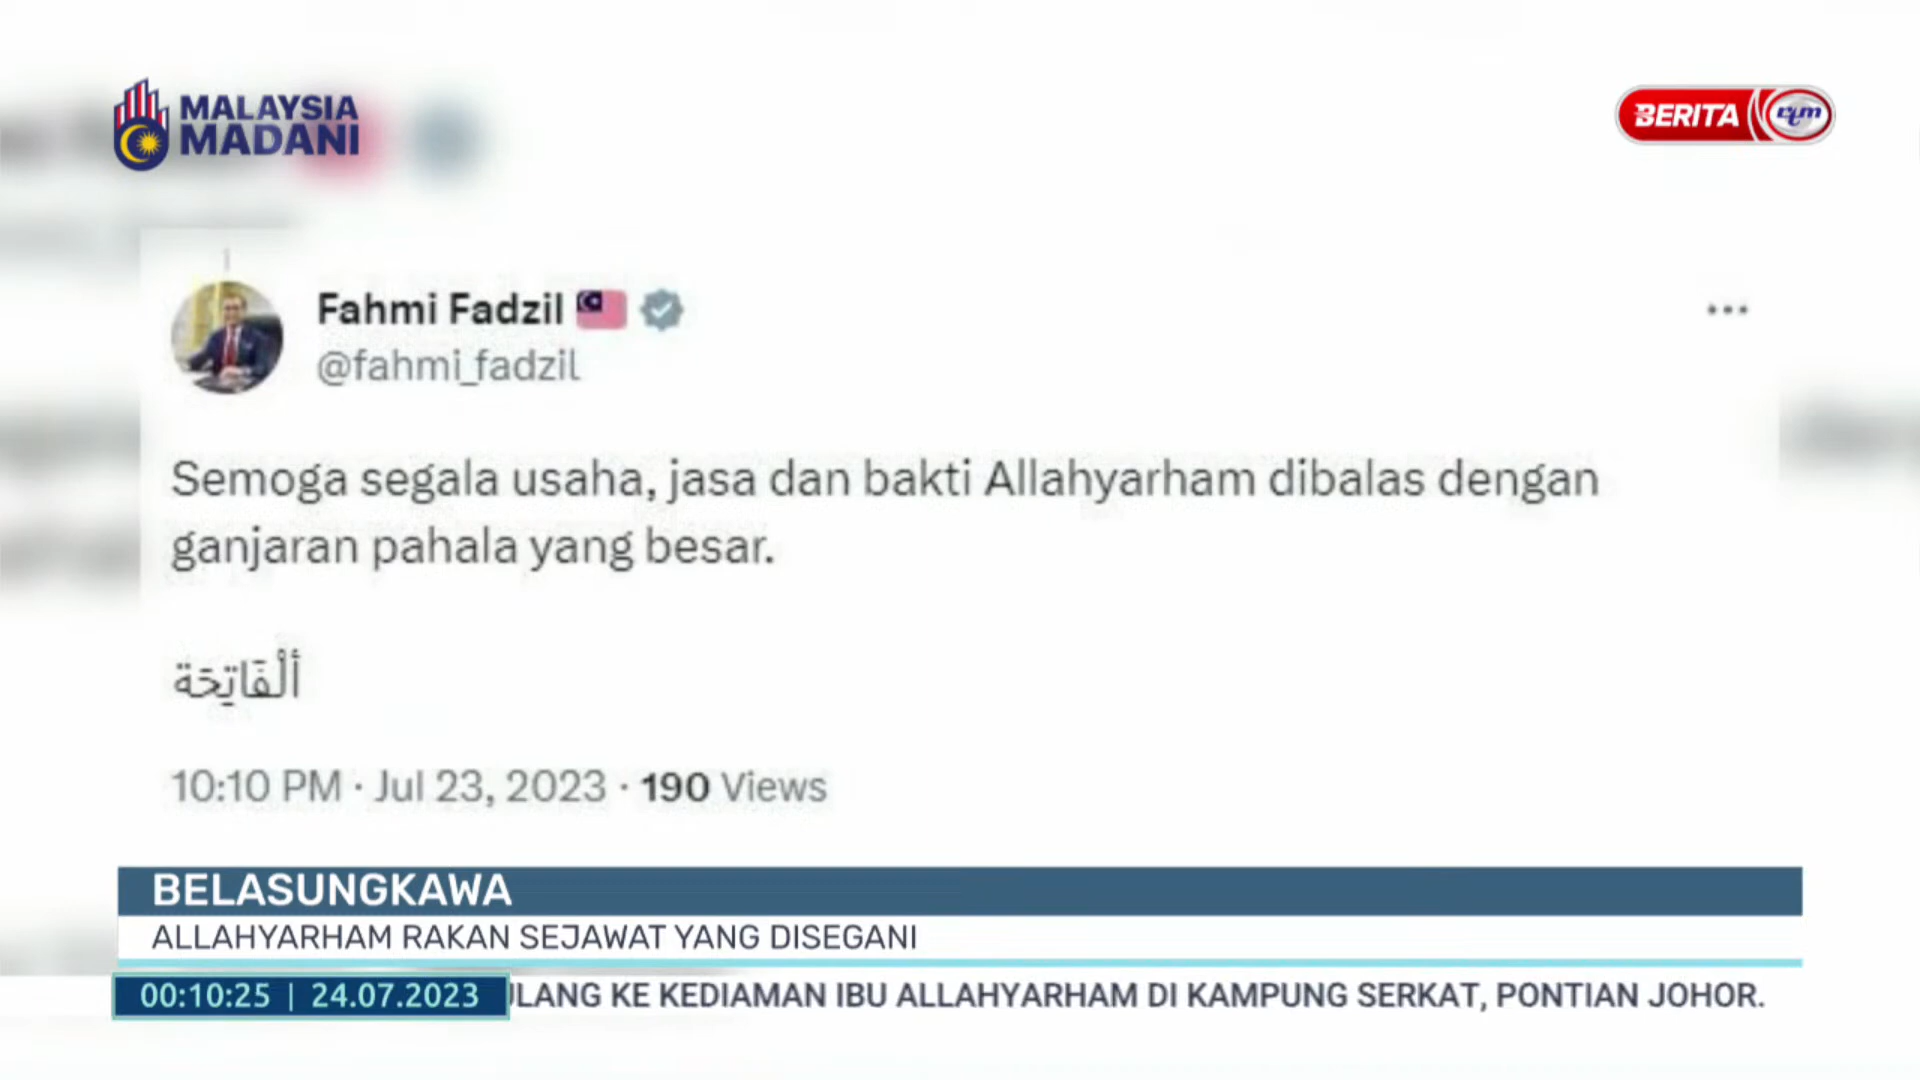 MALAYSIA
MADANI
BERITA rtm
Fahmi Fadzil
@fahmi_fadzil
Semoga segala usaha, jasa dan bakti Allahyarham dibalas dengan
ganjaran pahala yang besar.
ألْفَاتِحَة
10:10 PM · Jul 23, 2023 · 190 Views
BELASUNGKAWA
ALLAHYARHAM RAKAN SEJAWAT YANG DISEGANI
00:10:25 | 24.07.2023 ULANG KE KEDIAMAN IBU ALLAHYARHAM DI KAMPUNG SERKAT, PONTIAN JOHOR.